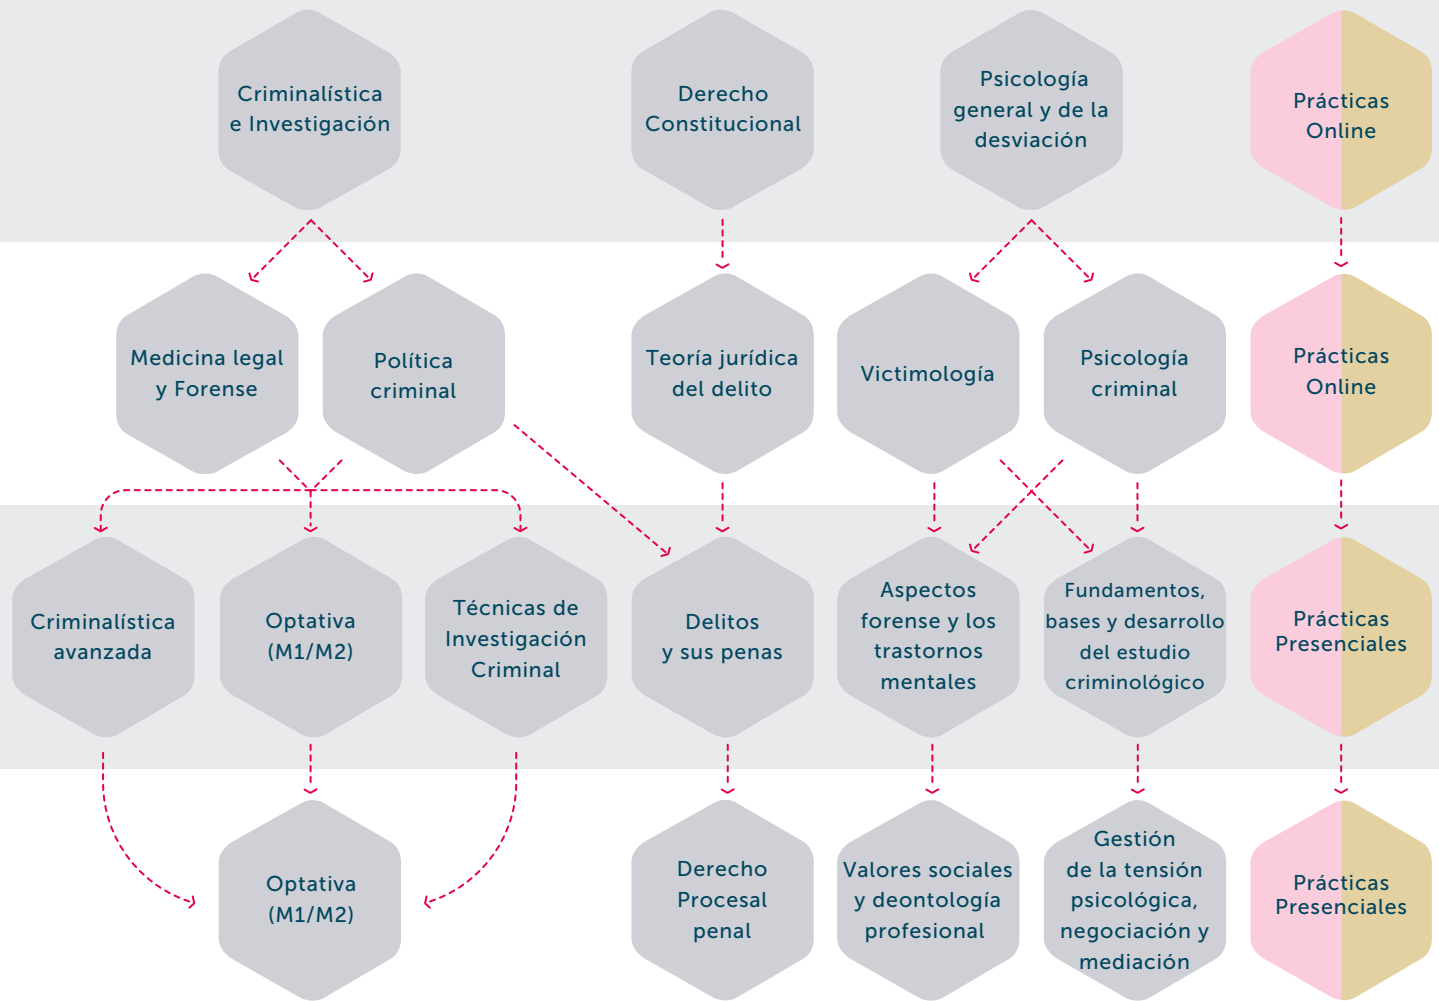 Criminalística
e Investigación
Derecho
Constitucional
Psicología
general y de la
desviación
Prácticas
Online
Medicina legal
y Forense
Política
criminal
Teoría jurídica
del delito
Victimología
Psicología
criminal
Prácticas
Online
Criminalística
avanzada
Optativa
(M1/M2)
Técnicas de
Investigación
Criminal
Delitos
y sus penas
Aspectos
forense y los
trastornos
mentales
Fundamentos,
bases y desarrollo
del estudio
criminológico
Prácticas
Presenciales
Optativa
(M1/M2)
Derecho
Procesal
penal
Valores sociales
y deontología
profesional
Gestión
de la tensión
psicológica,
negociación y
mediación
Prácticas
Presenciales